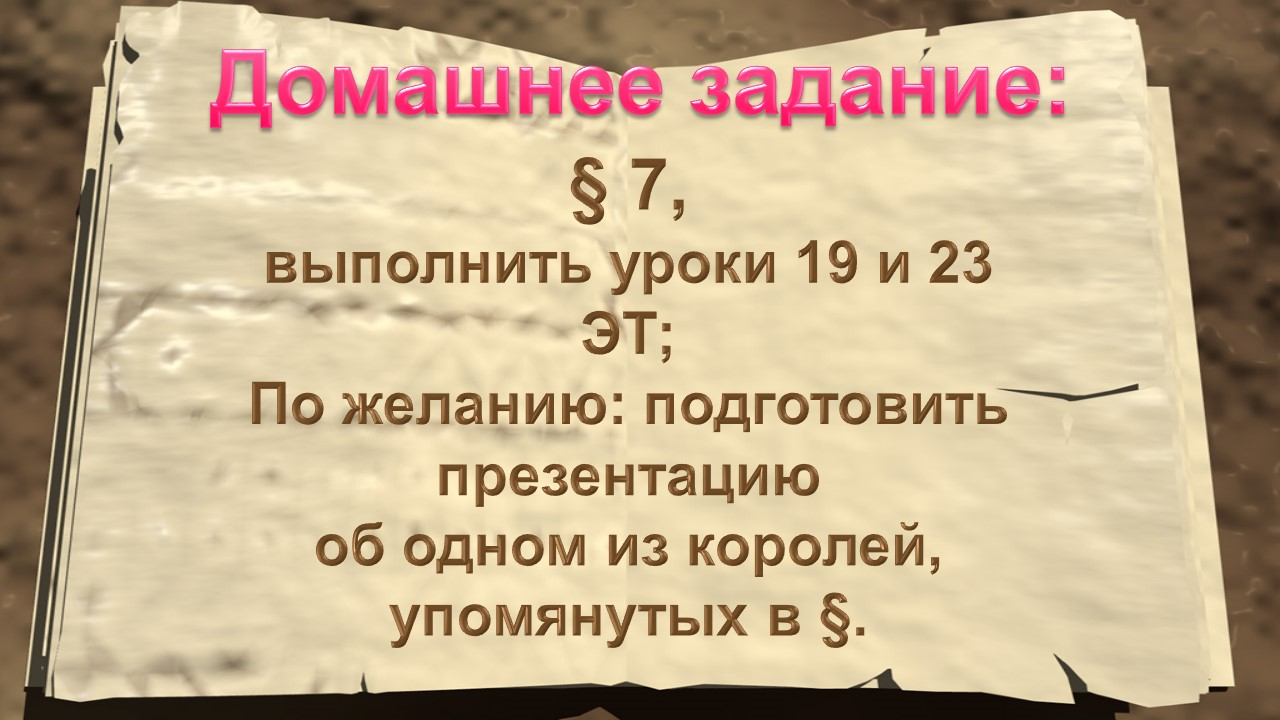 Домашнее задание:
§ 7,
выполнить уроки 19 и 23
ЭТ;
По желанию: подготовить
презентацию
об одном из королей,
упомянутых в §.